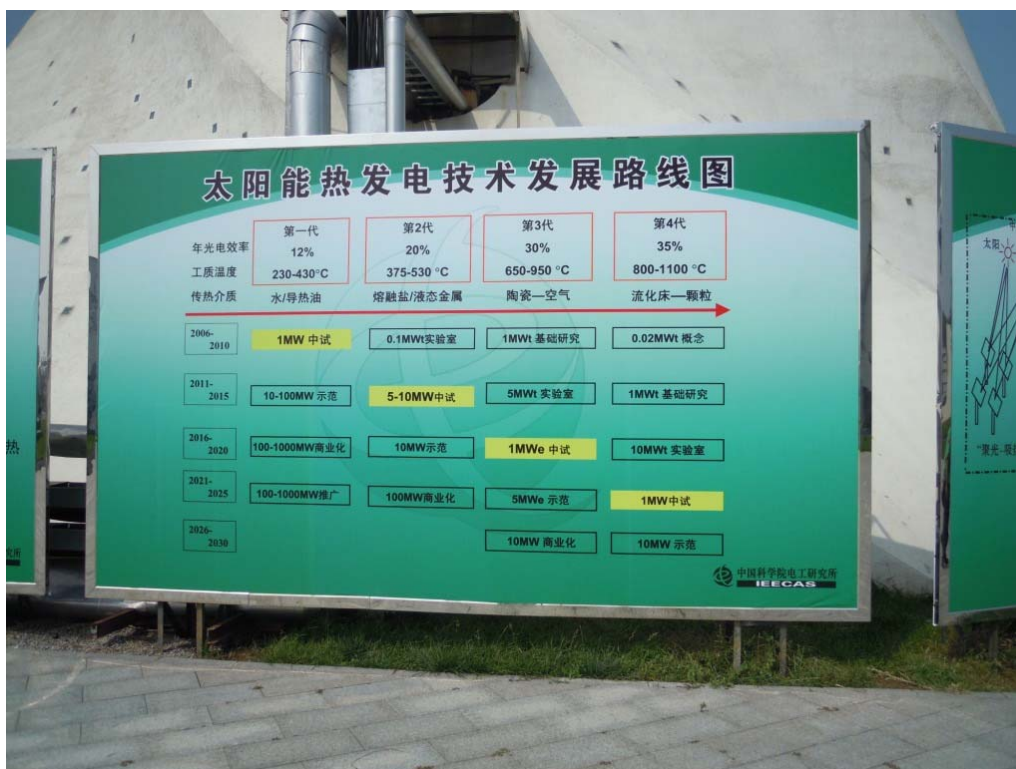 太阳能热发电技术发展路线图
第一代 第2代 第3代 第4代
年光电效率 12% 20% 30% 35%
工质温度 230-430°C 375-530 °C 650-950 °C 800-1100 °C
传热介质 水/导热油 熔融盐/液态金属 陶瓷—空气 流化床—颗粒
2006-2010 1MW 中试 0.1MWt实验室 1MWt 基础研究 0.02MWt 概念
2011-2015 10-100MW 示范 5-10MW中试 5MWt 实验室 1MWt 基础研究
2016-2020 100-1000MW商业化 10MW示范 1MWe 中试 10MWt 实验室
2021-2025 100-1000MW推广 100MW商业化 5MWe 示范 1MW中试
2026-2030 10MW 商业化 10MW 示范
中国科学院电工研究所
IEECAS
热
究所
太阳
"聚光-吸